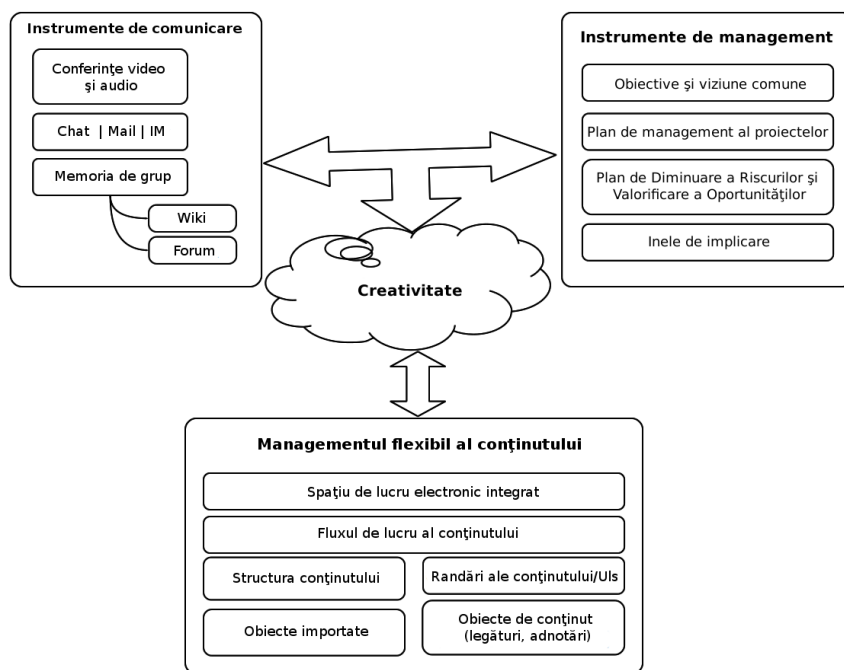 Instrumente de comunicare
Conferinţe video
şi audio
Chat | Mail | IM
Memoria de grup
Wiki
Forum
Instrumente de management
Obiective şi viziune comune
Plan de management al proiectelor
Plan de Diminuare a Riscurilor şi
Valorificare a Oportunităţilor
Inele de implicare
Creativitate
Managementul flexibil al conţinutului
Spaţiu de lucru electronic integrat
Fluxul de lucru al conţinutului
Structura conţinutului
Randări ale conţinutului/UIs
Obiecte importate
Obiecte de conţinut
(legături, adnotări)